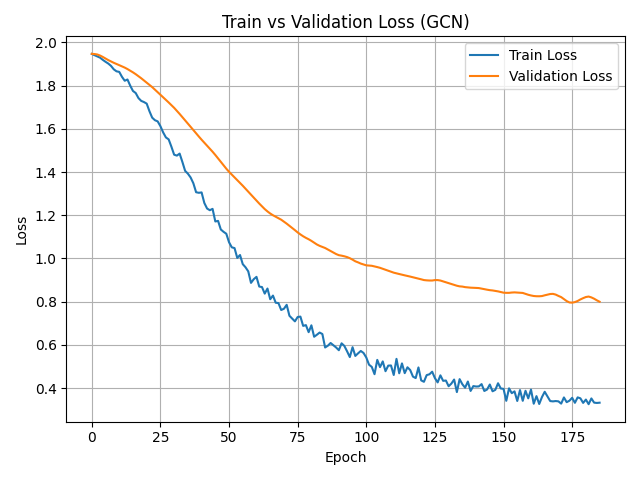 Train vs Validation Loss (GCN)
Train Loss
Validation Loss
Loss
2.0
1.8
1.6
1.4
1.2
1.0
0.8
0.6
0.4
0 25 50 75 100 125 150 175
Epoch